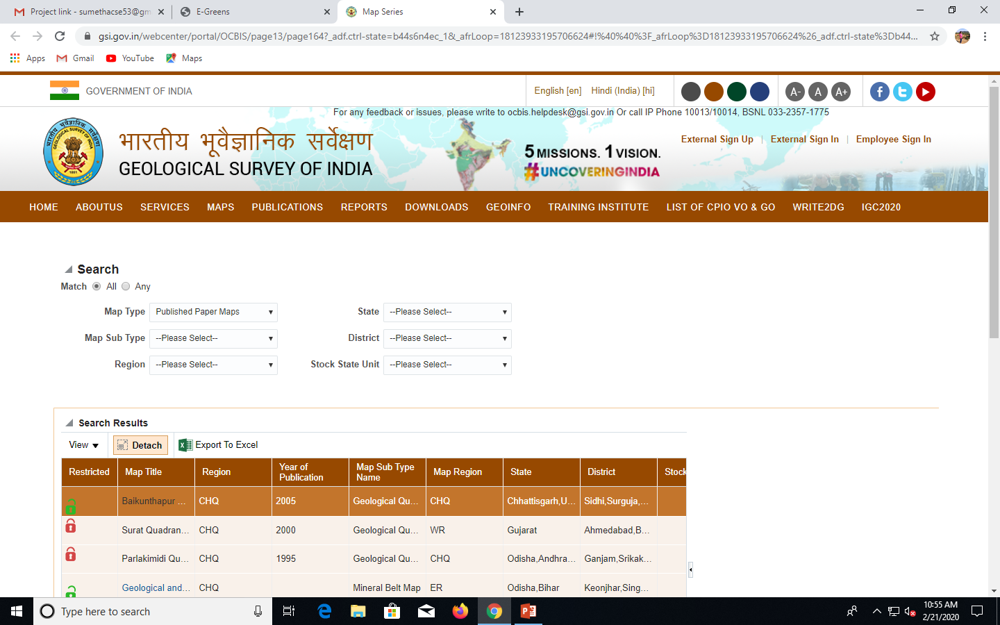 Project link - sumethacse53@gm
E-Greens
Map Series
gsi.gov.in/webcenter/portal/OCBIS/page13/page164?_adf.ctrl-state=b44s6n4ec_1&_afrLoop=18123933195706624#!%40%40%3F_afrLoop%3D18123933195706624%26_adf.ctrl-state%3Db44...
Apps Gmail YouTube Maps
GOVERNMENT OF INDIA
English [en] Hindi (India) [hi]
A- A A+
For any feedback or issues, please write to ocbis.helpdesk@gsi.gov.in Or call IP Phone 10013/10014, BSNL 033-2357-1775
भारतीय भूवैज्ञानिक सर्वेक्षण
GEOLOGICAL SURVEY OF INDIA
5 MISSIONS. 1 VISION.
#UNCOVERINGINDIA
External Sign Up | External Sign In | Employee Sign In
HOME ABOUTUS SERVICES MAPS PUBLICATIONS REPORTS DOWNLOADS GEOINFO TRAINING INSTITUTE LIST OF CPIO VO & GO WRITE2DG IGC2020
Search
Match All Any
Map Type Published Paper Maps State --Please Select--
Map Sub Type --Please Select-- District --Please Select--
Region --Please Select-- Stock State Unit --Please Select--
Search Results
View Detach Export To Excel
Restricted Map Title Region Year of Publication Map Sub Type Name Map Region State District Stock
Baikunthapur ... CHQ 2005 Geological Qu... CHQ Chhattisgarh,U... Sidhi,Surguja,...
Surat Quadran... CHQ 2000 Geological Qu... WR Gujarat Ahmedabad,B...
Parlakimidi Qu... CHQ 1995 Geological Qu... CHQ Odisha,Andhra... Ganjam,Srikak...
Geological and... CHQ Mineral Belt Map ER Odisha,Bihar Keonjhar,Sing...
Type here to search
10:55 AM
2/21/2020